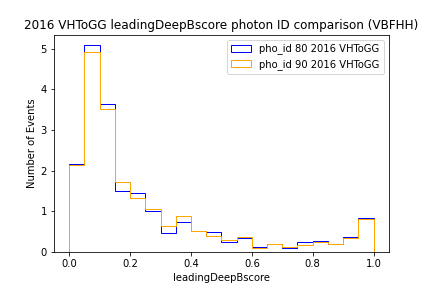 2016 VHToGG leadingDeepBscore photon ID comparison (VBFHH)
pho_id 80 2016 VHToGG
pho_id 90 2016 VHToGG
Number of Events
5
4
3
2
1
0
0.0 0.2 0.4 0.6 0.8 1.0
leadingDeepBscore